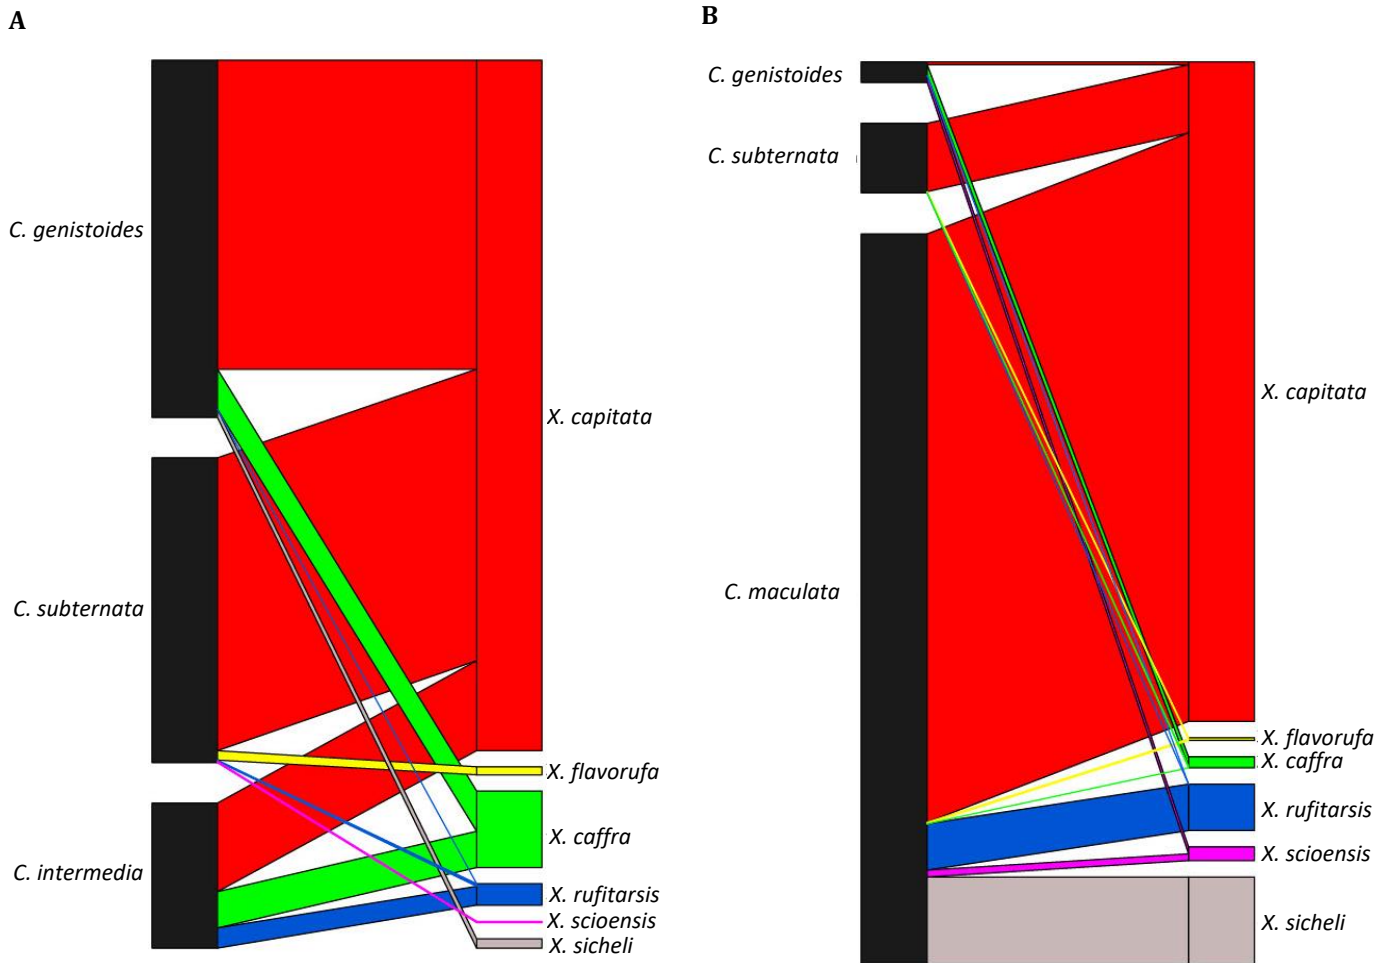 A
C. genistoides
C. subternata
C. intermedia
X. capitata
X. flavorufa
X. caffra
X. rufitarsis
X. scioensis
X. sicheli
B
C. genistoides
C. subternata
C. maculata
X. capitata
X. flavorufa
X. caffra
X. rufitarsis
X. scioensis
X. sicheli